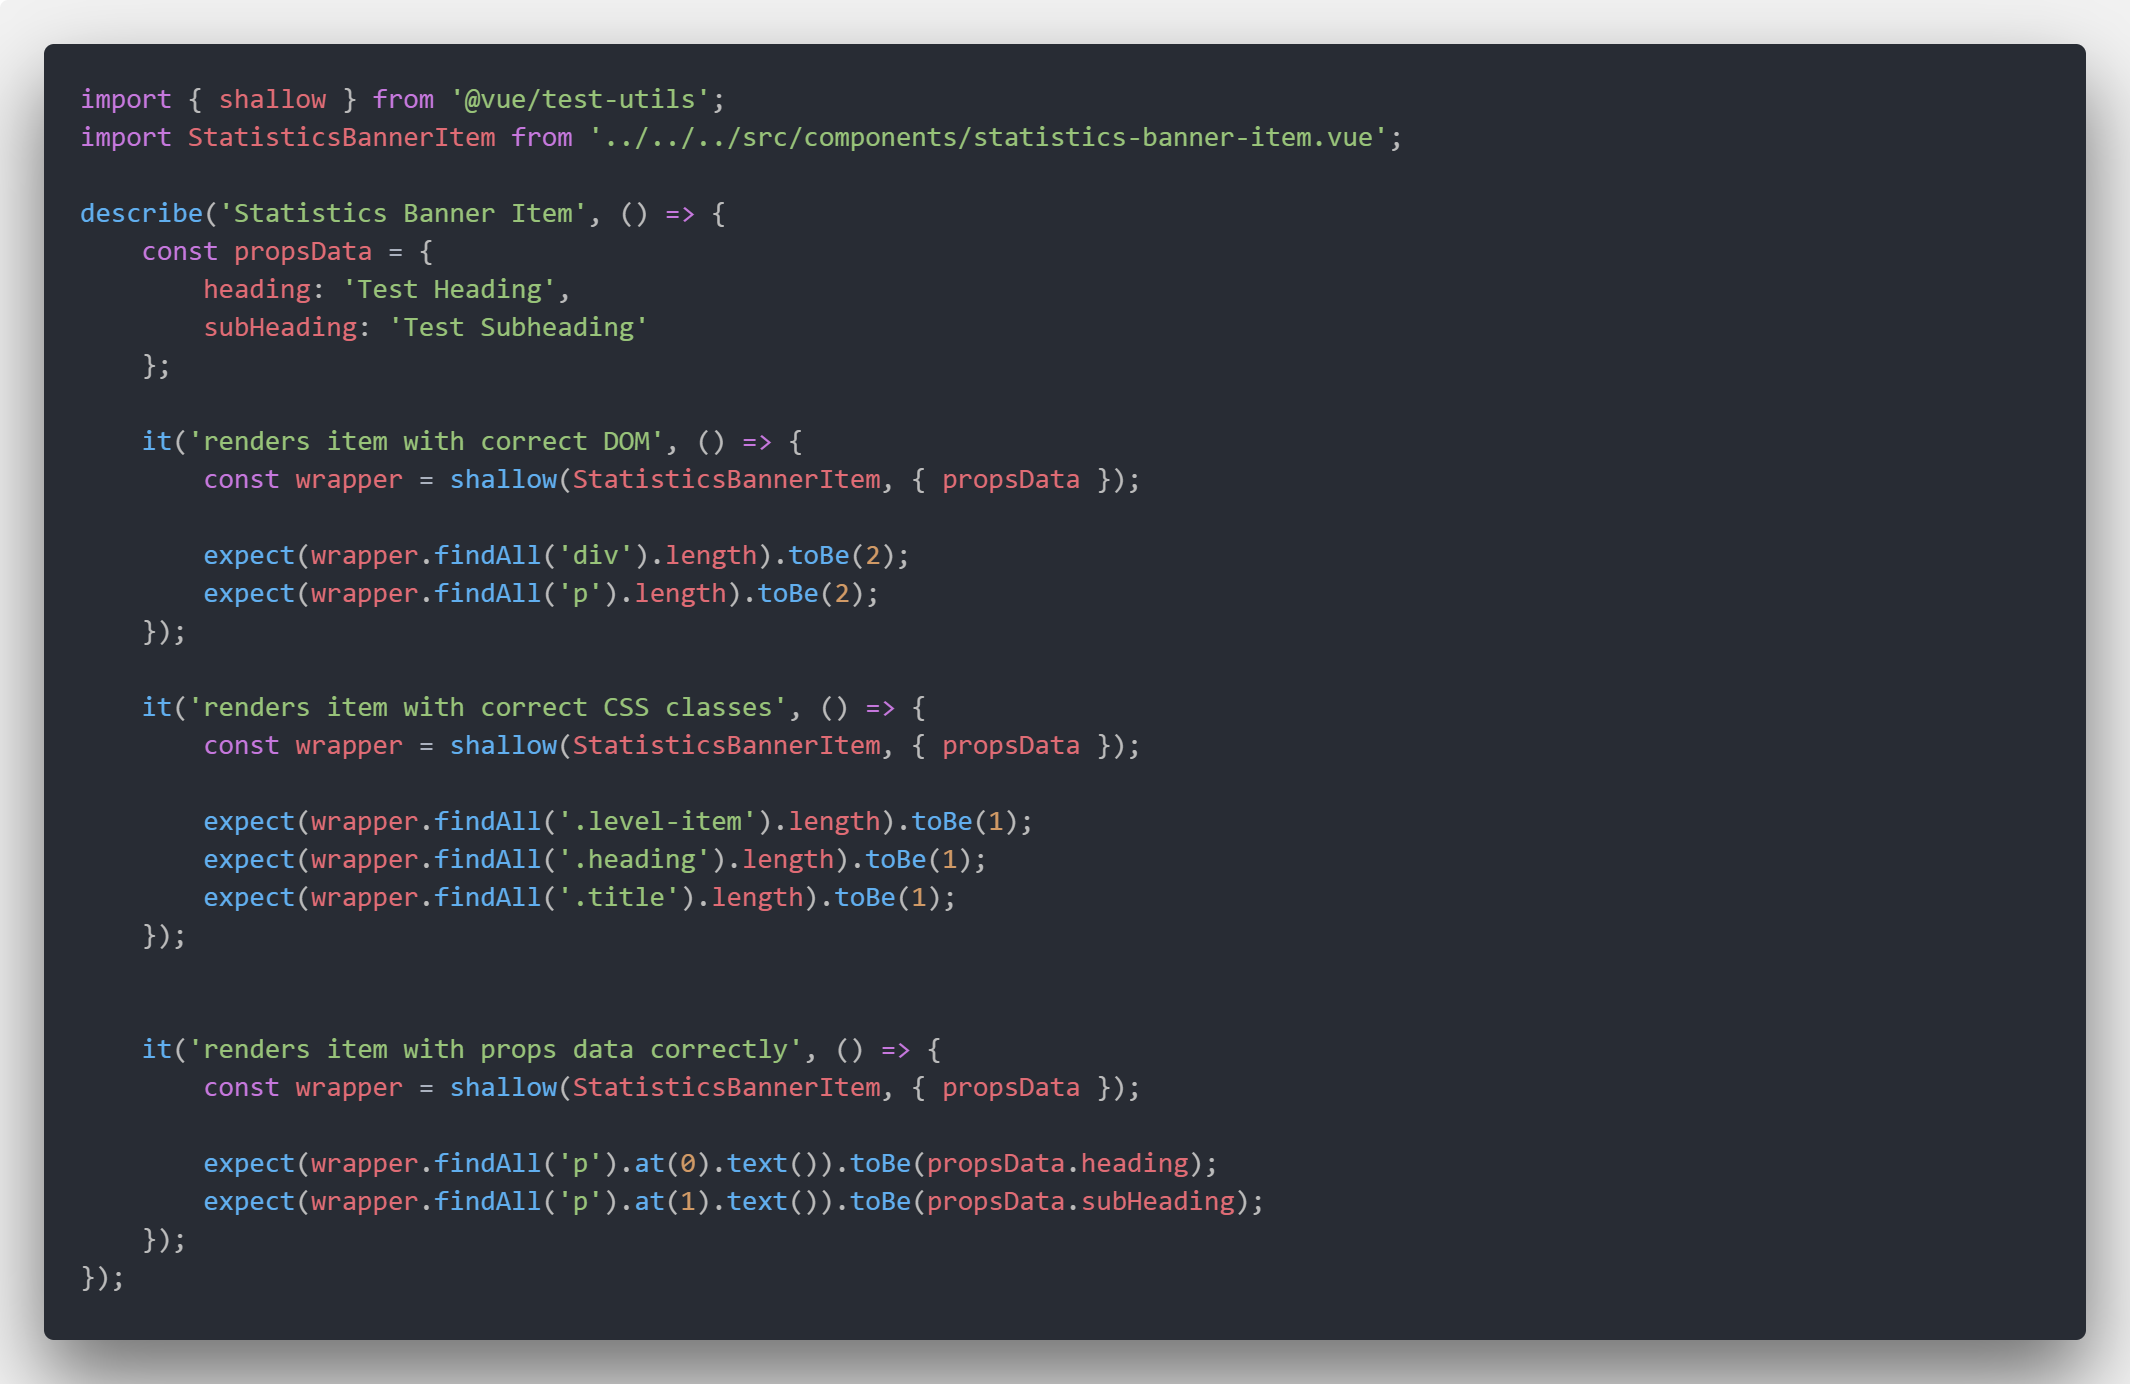 import { shallow } from '@vue/test-utils';
import StatisticsBannerItem from '../../../src/components/statistics-banner-item.vue';

describe('Statistics Banner Item', () => {
    const propsData = {
        heading: 'Test Heading',
        subHeading: 'Test Subheading'
    };

    it('renders item with correct DOM', () => {
        const wrapper = shallow(StatisticsBannerItem, { propsData });

        expect(wrapper.findAll('div').length).toBe(2);
        expect(wrapper.findAll('p').length).toBe(2);
    });

    it('renders item with correct CSS classes', () => {
        const wrapper = shallow(StatisticsBannerItem, { propsData });

        expect(wrapper.findAll('.level-item').length).toBe(1);
        expect(wrapper.findAll('.heading').length).toBe(1);
        expect(wrapper.findAll('.title').length).toBe(1);
    });


    it('renders item with props data correctly', () => {
        const wrapper = shallow(StatisticsBannerItem, { propsData });

        expect(wrapper.findAll('p').at(0).text()).toBe(propsData.heading);
        expect(wrapper.findAll('p').at(1).text()).toBe(propsData.subHeading);
    });
});